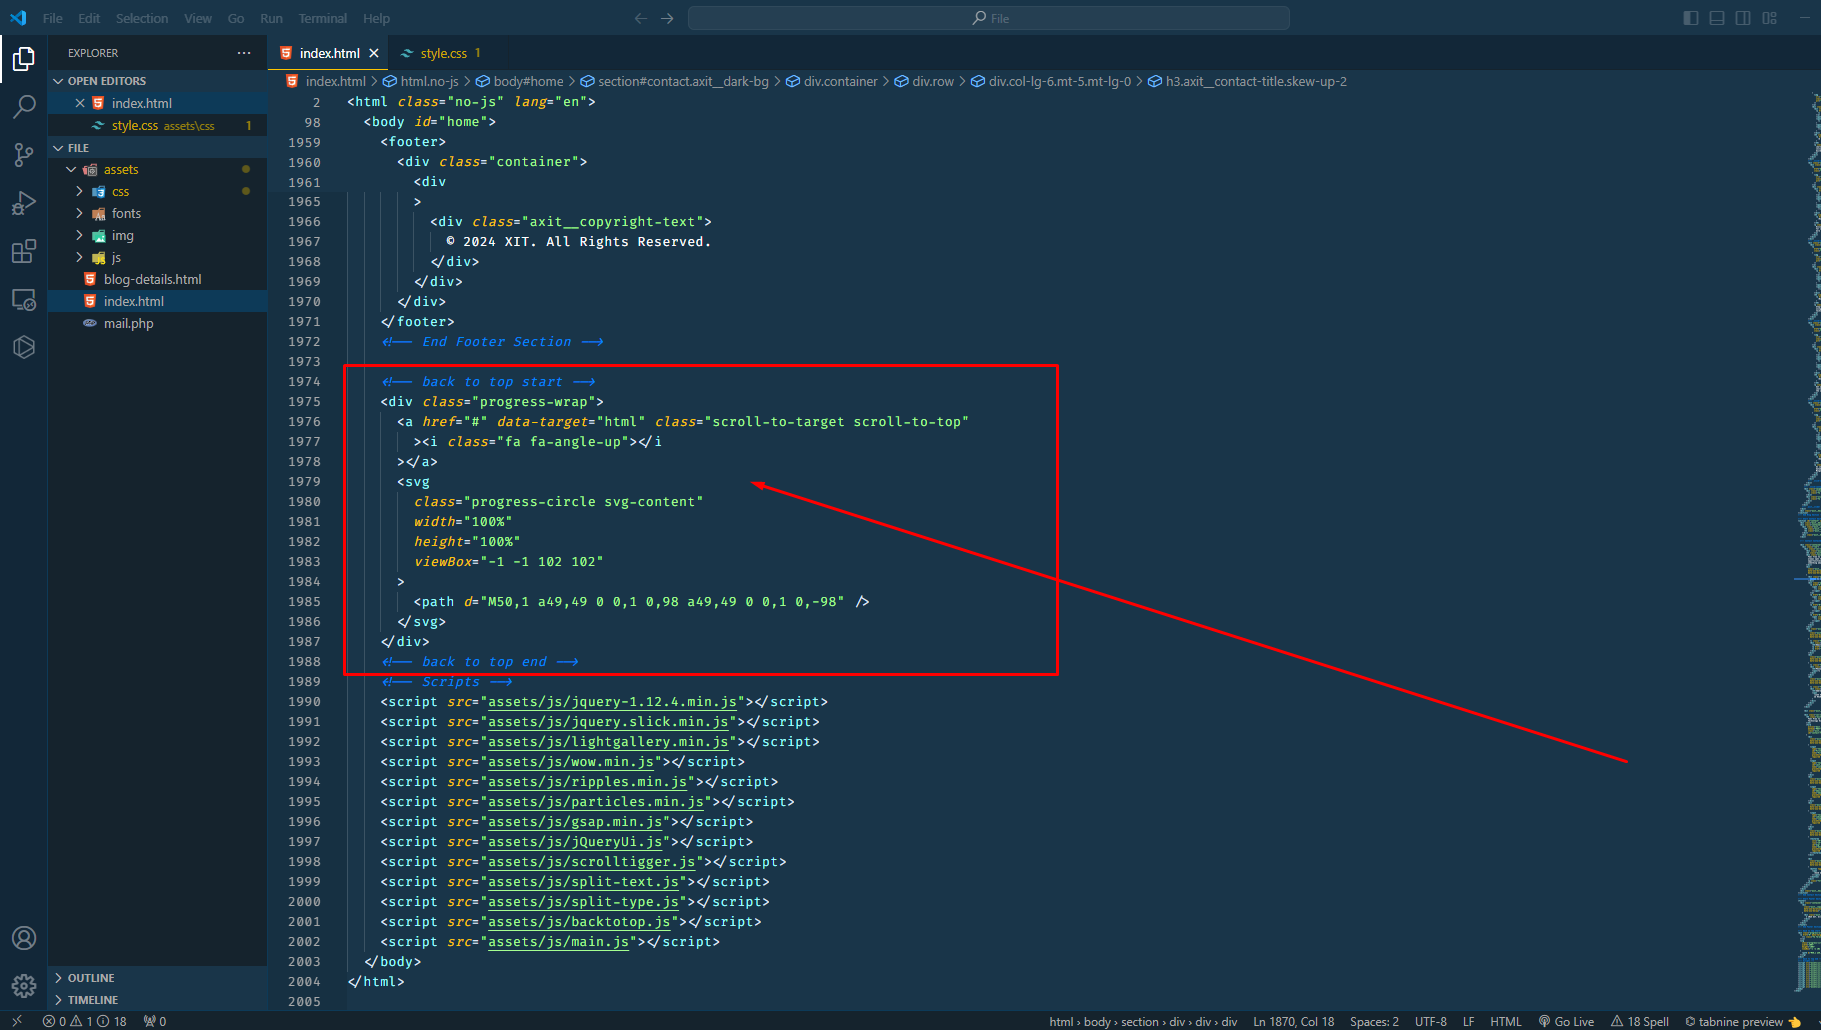 File Edit Selection View Go Run Terminal Help
File
EXPLORER
OPEN EDITORS
index.html
style.css assets\css 1
FILE
assets
css
fonts
img
js
blog-details.html
index.html
mail.php
OUTLINE
TIMELINE
index.html
style.css 1
index.html > html.no-js > body#home > section#contact.axit__dark-bg > div.container > div.row > div.col-lg-6.mt-5.mt-lg-0 > h3.axit__contact-title.skew-up-2
2 <html class="no-js" lang="en">
98 <body id="home">
1959 <footer>
1960 <div class="container">
1961 <div
1965 >
1966 <div class="axit__copyright-text">
1967 © 2024 XIT. All Rights Reserved.
1968 </div>
1969 </div>
1970 </div>
1971 </footer>
1972 <!-- End Footer Section -->
1973
1974 <!-- back to top start -->
1975 <div class="progress-wrap">
1976 <a href="#" data-target="html" class="scroll-to-target scroll-to-top"
1977 ><i class="fa fa-angle-up"></i
1978 ></a>
1979 <svg
1980 class="progress-circle svg-content"
1981 width="100%"
1982 height="100%"
1983 viewBox="-1 -1 102 102"
1984 >
1985 <path d="M50,1 a49,49 0 0,1 0,98 a49,49 0 0,1 0,-98" />
1986 </svg>
1987 </div>
1988 <!-- back to top end -->
1989 <!-- Scripts -->
1990 <script src="assets/js/jquery-1.12.4.min.js"></script>
1991 <script src="assets/js/jquery.slick.min.js"></script>
1992 <script src="assets/js/lightgallery.min.js"></script>
1993 <script src="assets/js/wow.min.js"></script>
1994 <script src="assets/js/ripples.min.js"></script>
1995 <script src="assets/js/particles.min.js"></script>
1996 <script src="assets/js/gsap.min.js"></script>
1997 <script src="assets/js/jQueryUi.js"></script>
1998 <script src="assets/js/scrolltigger.js"></script>
1999 <script src="assets/js/split-text.js"></script>
2000 <script src="assets/js/split-type.js"></script>
2001 <script src="assets/js/backtotop.js"></script>
2002 <script src="assets/js/main.js"></script>
2003 </body>
2004 </html>
2005
0 1 18 0 html › body › section › div › div › div Ln 1870, Col 18 Spaces: 2 UTF-8 LF HTML Go Live 18 Spell tabnine preview